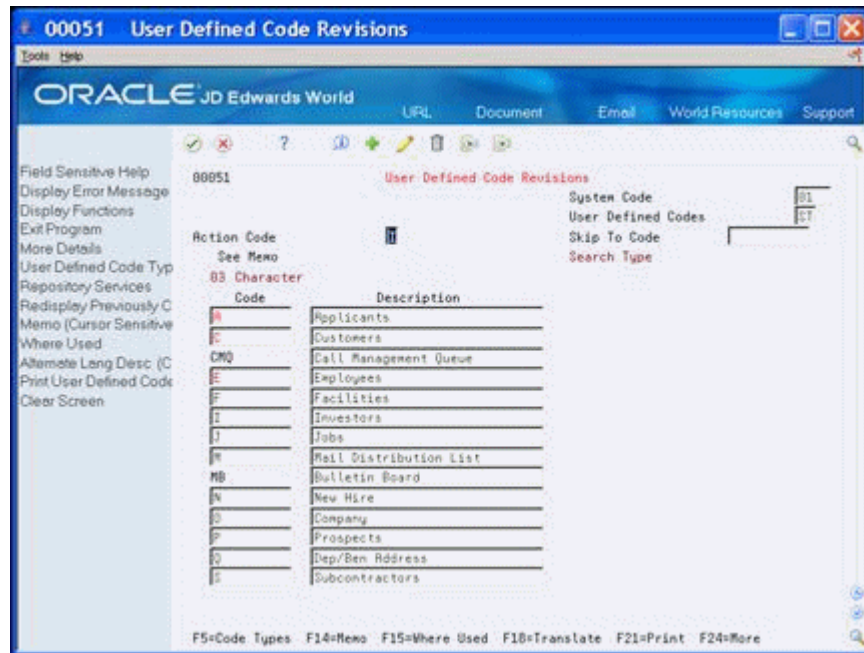 00051 User Defined Code Revisions
Tools Help
ORACLE JD Edwards World
URL Document Email World Resources Support
Field Sensitive Help
Display Error Message
Display Functions
Exit Program
More Details
User Defined Code Typ
Repository Services
Redisplay Previously C
Memo (Cursor Sensitive
Where Used
Alternate Lang Desc (C
Print User Defined Code
Clear Screen
00051 User Defined Code Revisions
System Code 01
User Defined Codes ST
Action Code I Skip To Code
See Memo Search Type
03 Character
Code Description
A Applicants
C Customers
CMQ Call Management Queue
E Employees
F Facilities
I Investors
J Jobs
M Mail Distribution List
MB Bulletin Board
N New Hire
O Company
P Prospects
Q Dep/Ben Address
S Subcontractors
F5=Code Types F14=Memo F15=Where Used F18=Translate F21=Print F24=More